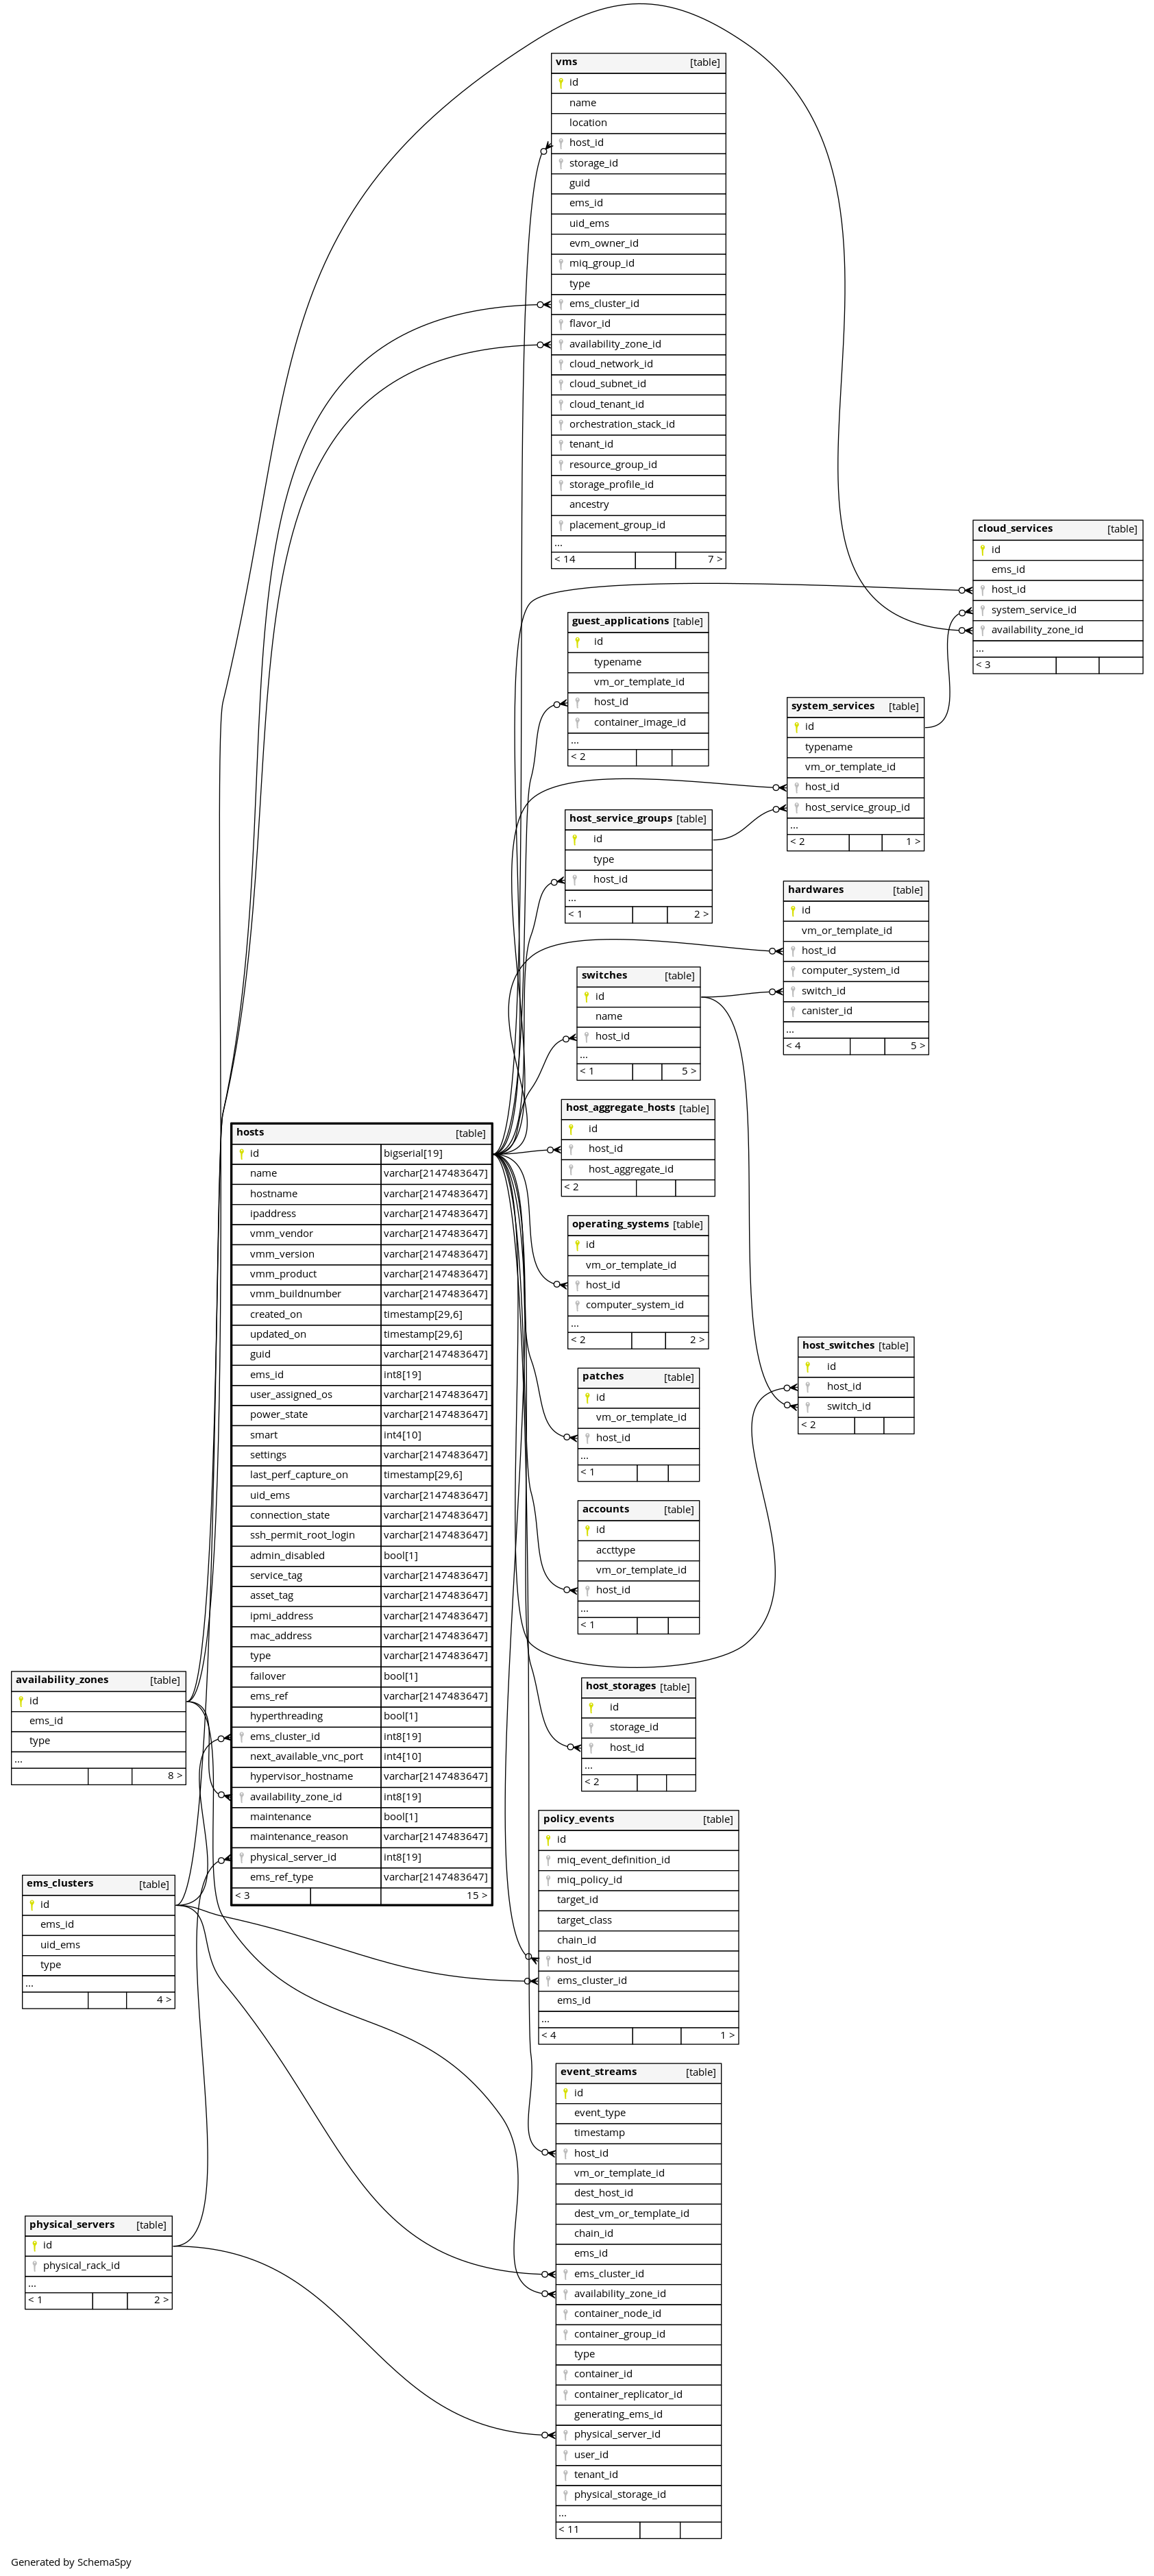 vms [table]
id
name
location
host_id
storage_id
guid
ems_id
uid_ems
evm_owner_id
miq_group_id
type
ems_cluster_id
flavor_id
availability_zone_id
cloud_network_id
cloud_subnet_id
cloud_tenant_id
orchestration_stack_id
tenant_id
resource_group_id
storage_profile_id
ancestry
placement_group_id
...
< 14 7 >
cloud_services [table]
id
ems_id
host_id
system_service_id
availability_zone_id
...
< 3
guest_applications [table]
id
typename
vm_or_template_id
host_id
container_image_id
...
< 2
system_services [table]
id
typename
vm_or_template_id
host_id
host_service_group_id
...
< 2 1 >
host_service_groups [table]
id
type
host_id
...
< 1 2 >
hardwares [table]
id
vm_or_template_id
host_id
computer_system_id
switch_id
canister_id
...
< 4 5 >
switches [table]
id
name
host_id
...
< 1 5 >
host_aggregate_hosts [table]
id
host_id
host_aggregate_id
< 2
hosts [table]
id bigserial[19]
name varchar[2147483647]
hostname varchar[2147483647]
ipaddress varchar[2147483647]
vmm_vendor varchar[2147483647]
vmm_version varchar[2147483647]
vmm_product varchar[2147483647]
vmm_buildnumber varchar[2147483647]
created_on timestamp[29,6]
updated_on timestamp[29,6]
guid varchar[2147483647]
ems_id int8[19]
user_assigned_os varchar[2147483647]
power_state varchar[2147483647]
smart int4[10]
settings varchar[2147483647]
last_perf_capture_on timestamp[29,6]
uid_ems varchar[2147483647]
connection_state varchar[2147483647]
ssh_permit_root_login varchar[2147483647]
admin_disabled bool[1]
service_tag varchar[2147483647]
asset_tag varchar[2147483647]
ipmi_address varchar[2147483647]
mac_address varchar[2147483647]
type varchar[2147483647]
failover bool[1]
ems_ref varchar[2147483647]
hyperthreading bool[1]
ems_cluster_id int8[19]
next_available_vnc_port int4[10]
hypervisor_hostname varchar[2147483647]
availability_zone_id int8[19]
maintenance bool[1]
maintenance_reason varchar[2147483647]
physical_server_id int8[19]
ems_ref_type varchar[2147483647]
< 3 15 >
operating_systems [table]
id
vm_or_template_id
host_id
computer_system_id
...
< 2 2 >
host_switches [table]
id
host_id
switch_id
< 2
patches [table]
id
vm_or_template_id
host_id
...
< 1
accounts [table]
id
accttype
vm_or_template_id
host_id
...
< 1
availability_zones [table]
id
ems_id
type
...
8 >
host_storages [table]
id
storage_id
host_id
...
< 2
policy_events [table]
id
miq_event_definition_id
miq_policy_id
target_id
target_class
chain_id
host_id
ems_cluster_id
ems_id
...
< 4 1 >
ems_clusters [table]
id
ems_id
uid_ems
type
...
4 >
event_streams [table]
id
event_type
timestamp
host_id
vm_or_template_id
dest_host_id
dest_vm_or_template_id
chain_id
ems_id
ems_cluster_id
availability_zone_id
container_node_id
container_group_id
type
container_id
container_replicator_id
generating_ems_id
physical_server_id
user_id
tenant_id
physical_storage_id
...
< 11
physical_servers [table]
id
physical_rack_id
...
< 1 2 >
Generated by SchemaSpy